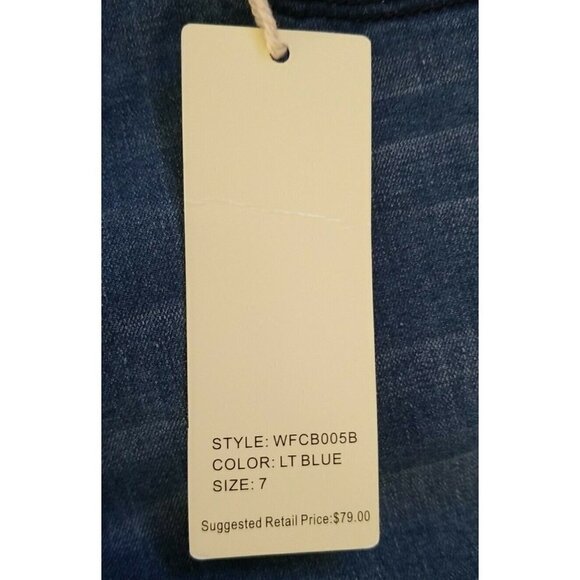 STYLE: WFCB005B
COLOR: LT BLUE
SIZE: 7
Suggested Retail Price:$79.00